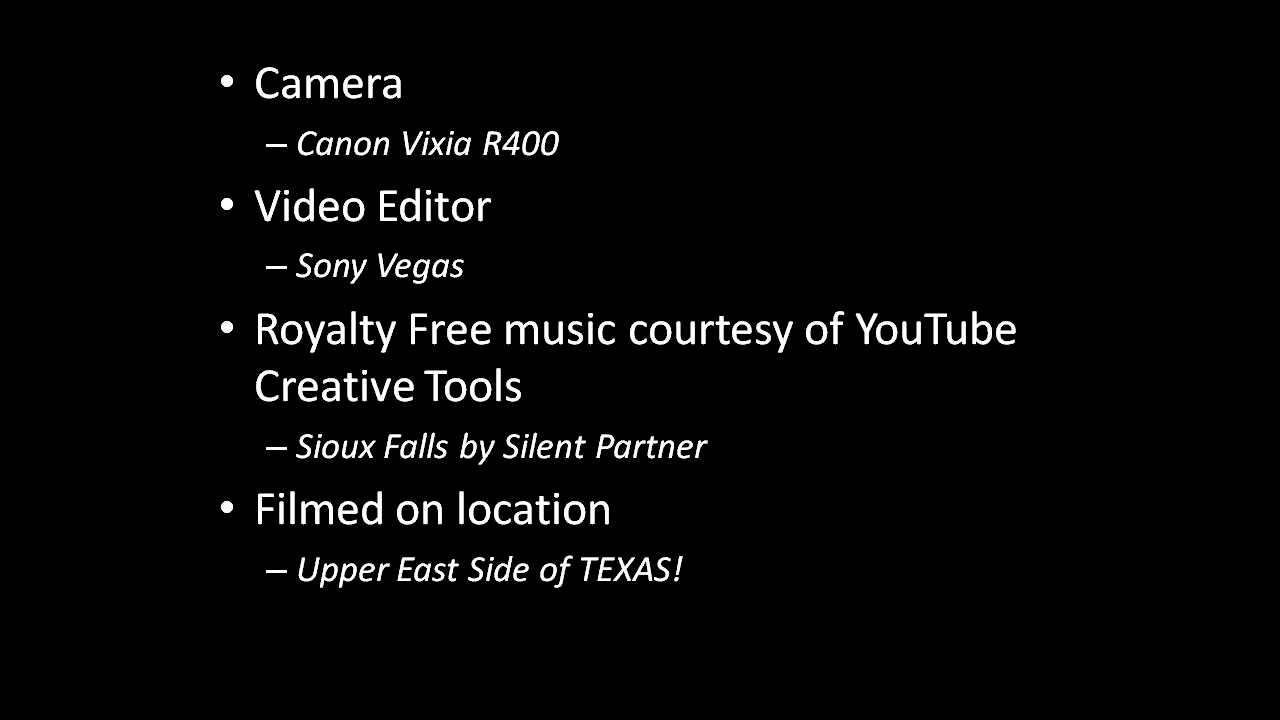 • Camera
– Canon Vixia R400
• Video Editor
– Sony Vegas
• Royalty Free music courtesy of YouTube
Creative Tools
– Sioux Falls by Silent Partner
• Filmed on location
– Upper East Side of TEXAS!